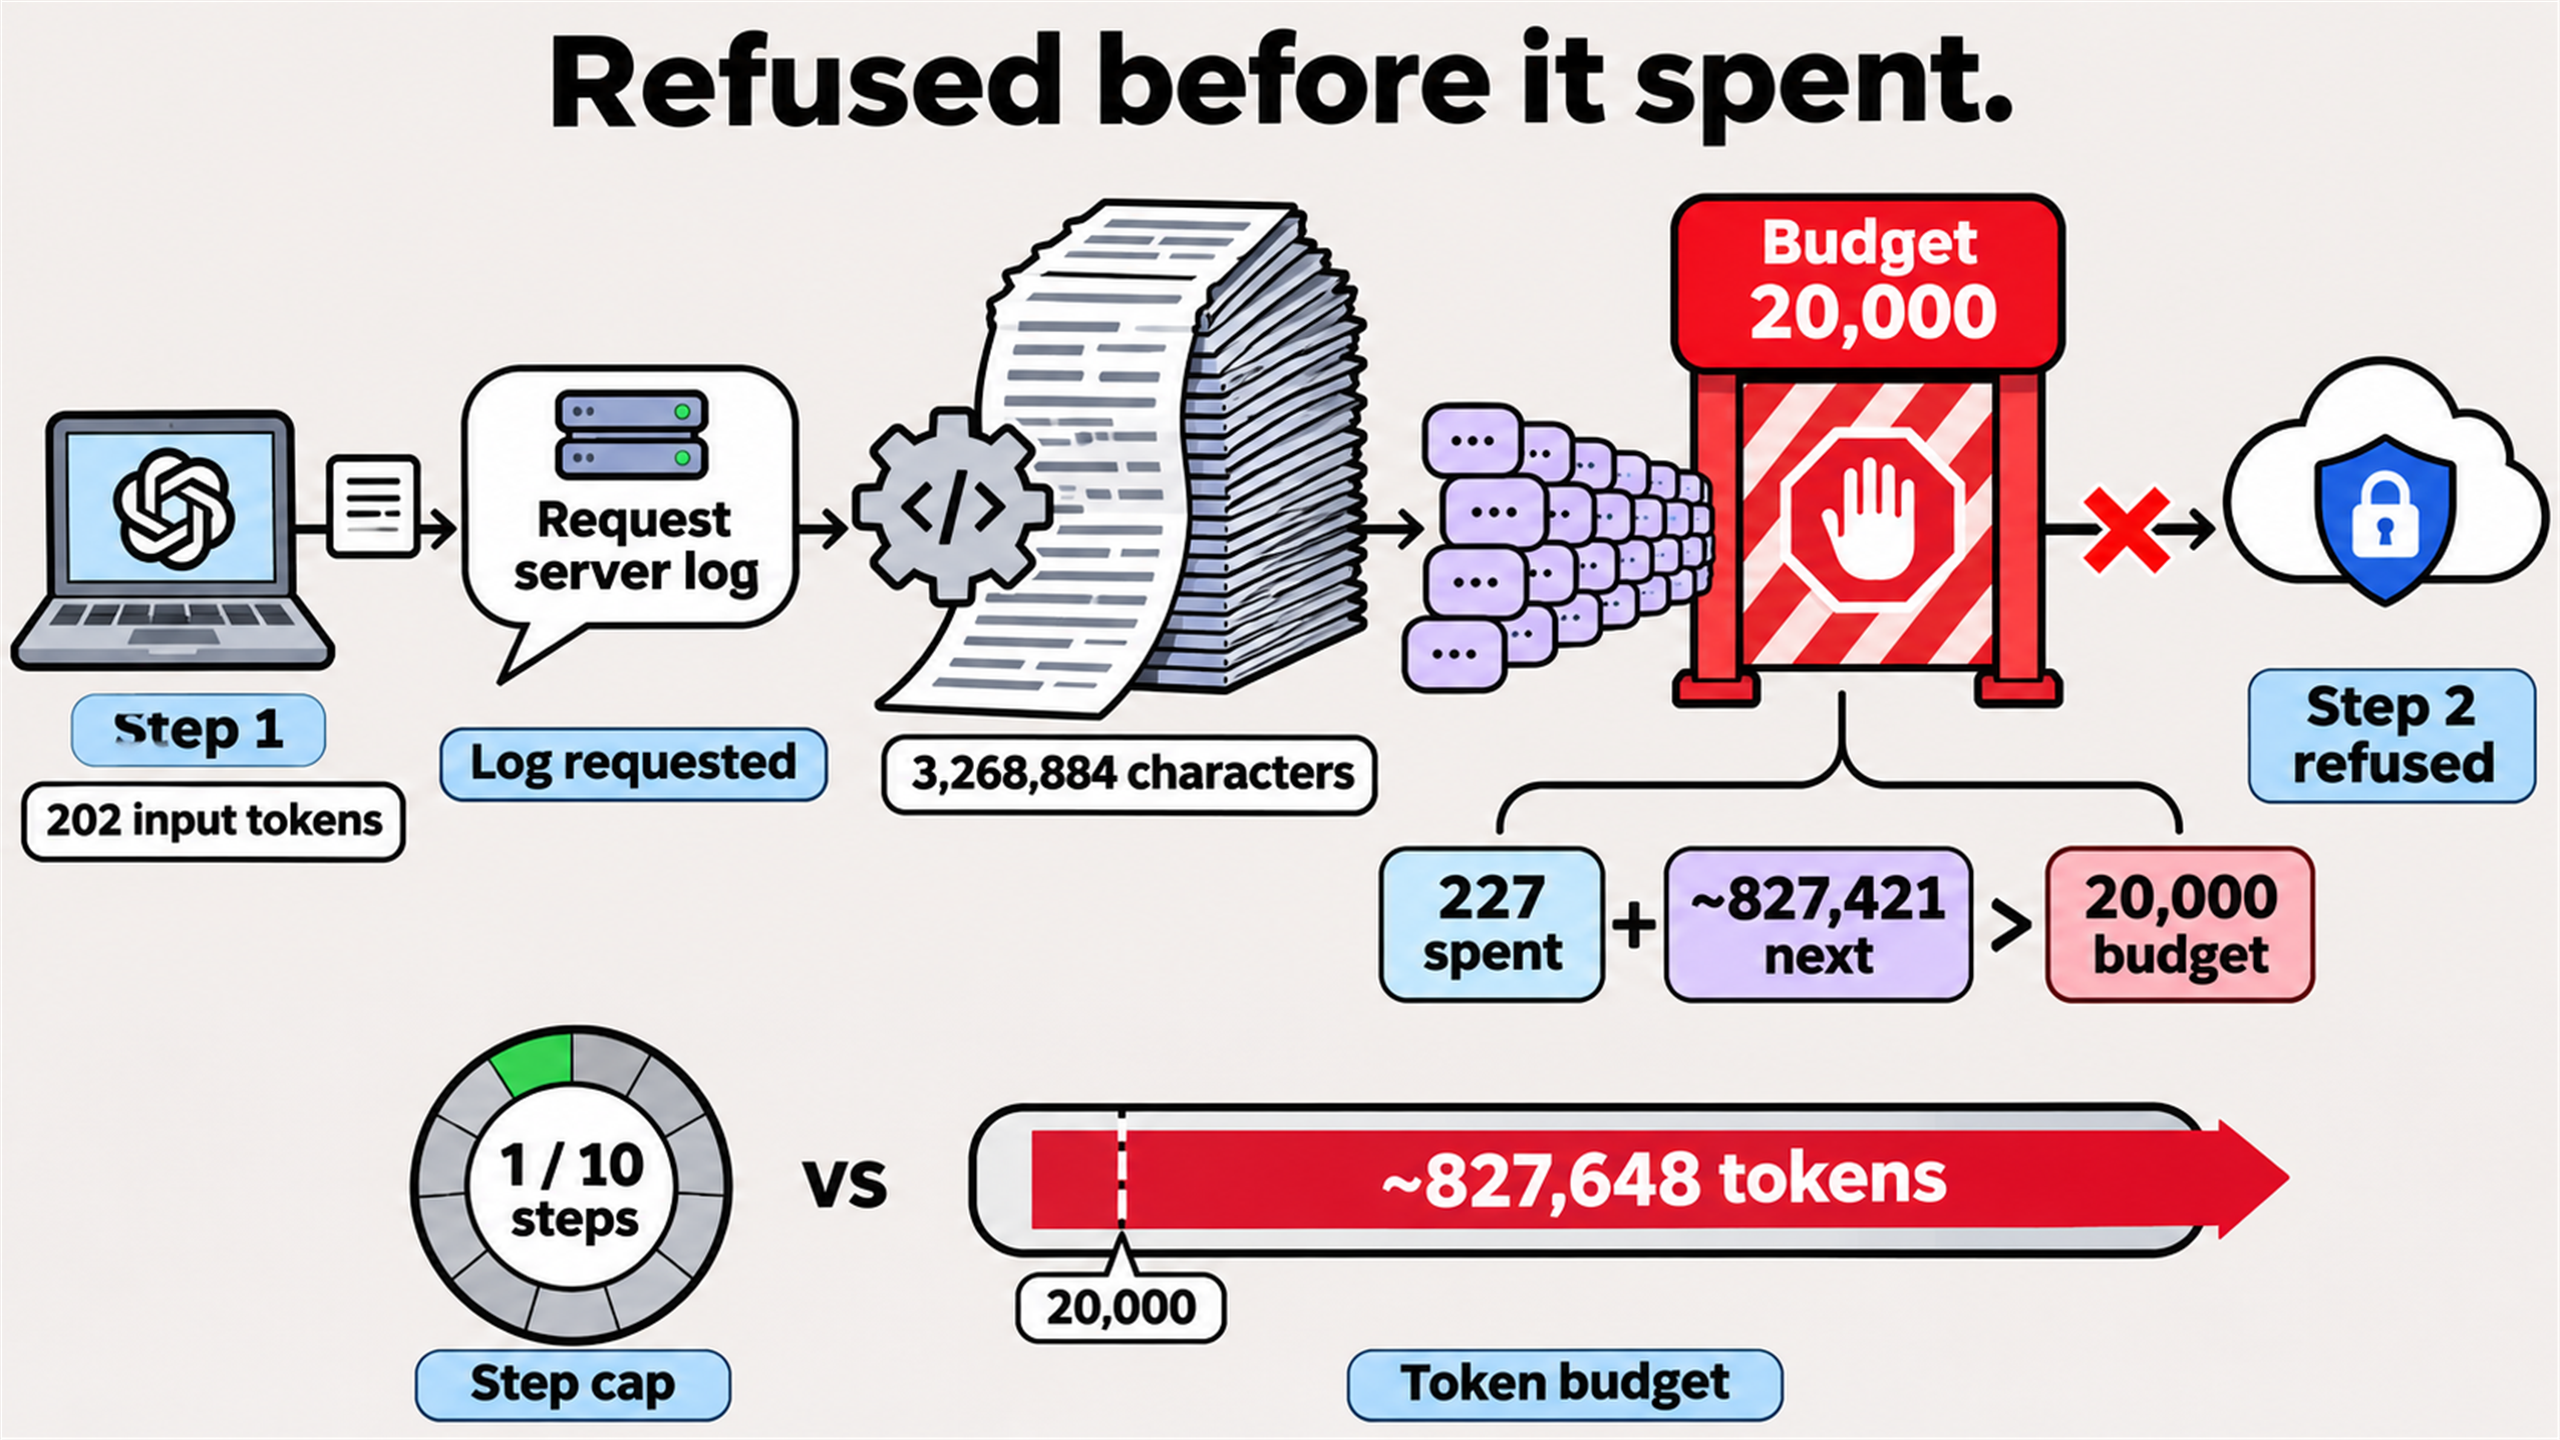 Refused before it spent.
Budget
20,000
Request
server log
</>
Step 1
202 input tokens
Log requested
3,268,884 characters
Step 2
refused
227
spent
+
~827,421
next
>
20,000
budget
1 / 10
steps
vs
~827,648 tokens
20,000
Step cap
Token budget